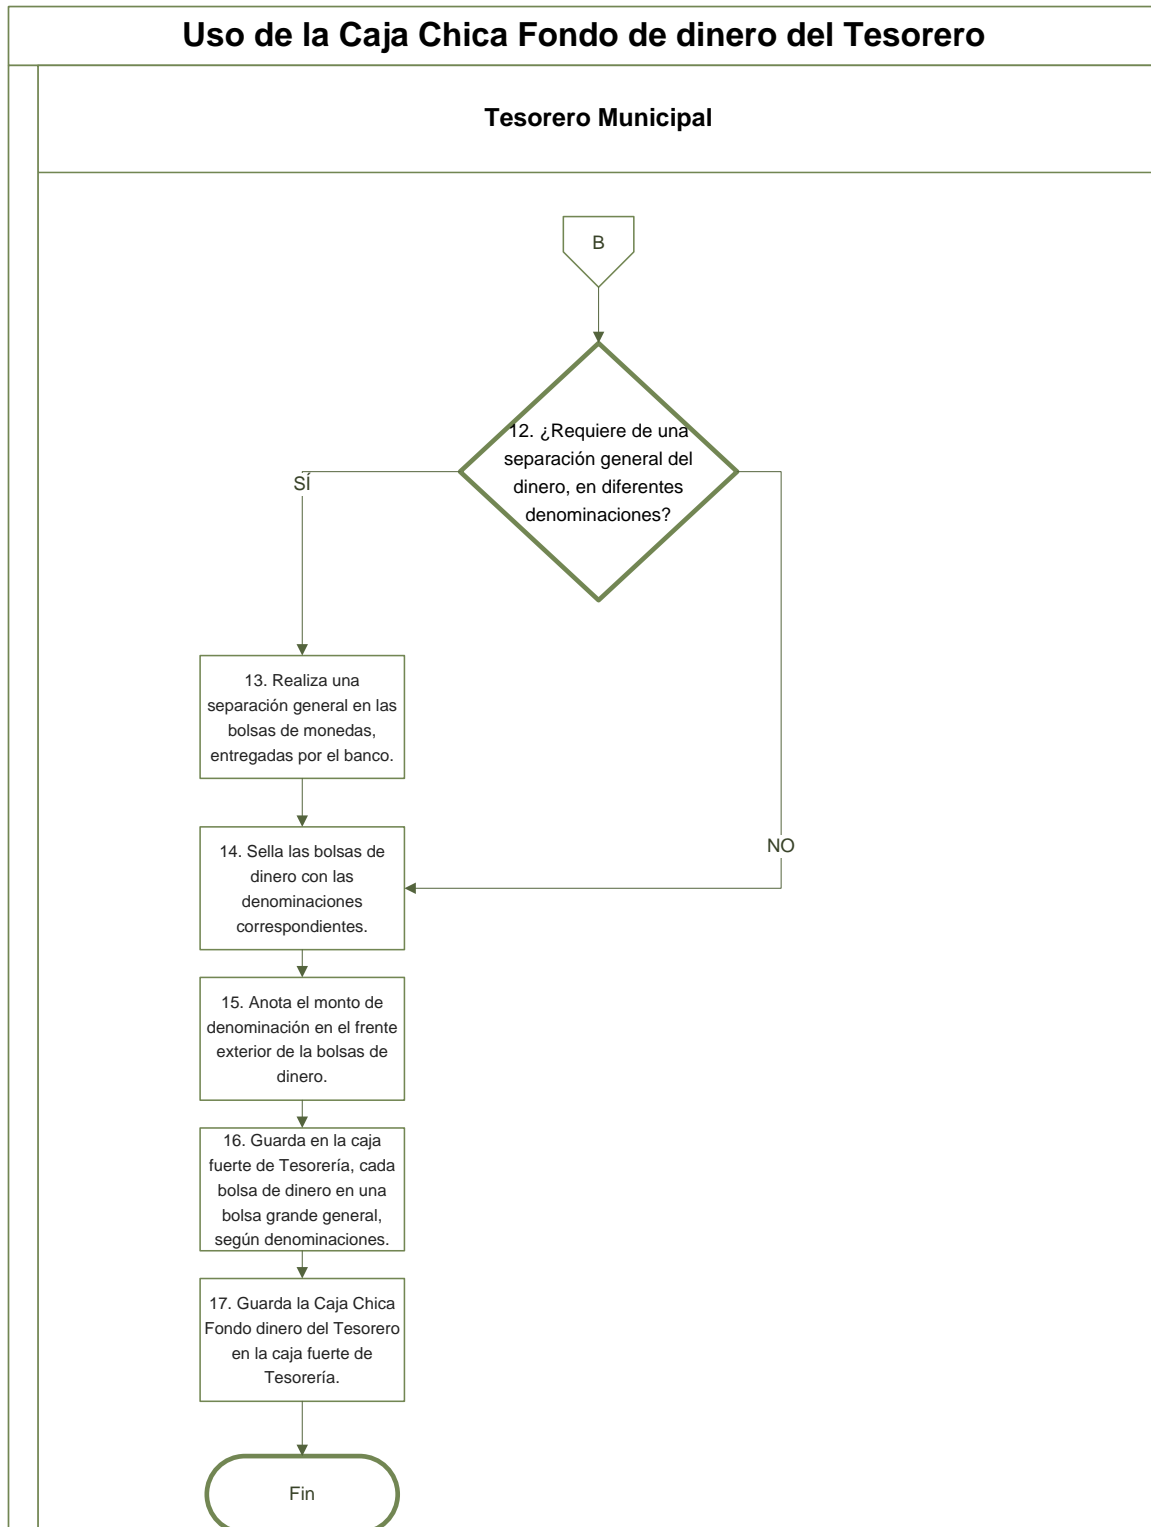 Uso de la Caja Chica Fondo de dinero del Tesorero
Tesorero Municipal
B
12. ¿Requiere de una
separación general del
dinero, en diferentes
denominaciones?
SÍ
13. Realiza una
separación general en las
bolsas de monedas,
entregadas por el banco.
NO
14. Sella las bolsas de
dinero con las
denominaciones
correspondientes.
15. Anota el monto de
denominación en el frente
exterior de la bolsas de
dinero.
16. Guarda en la caja
fuerte de Tesorería, cada
bolsa de dinero en una
bolsa grande general,
según denominaciones.
17. Guarda la Caja Chica
Fondo dinero del Tesorero
en la caja fuerte de
Tesorería.
Fin